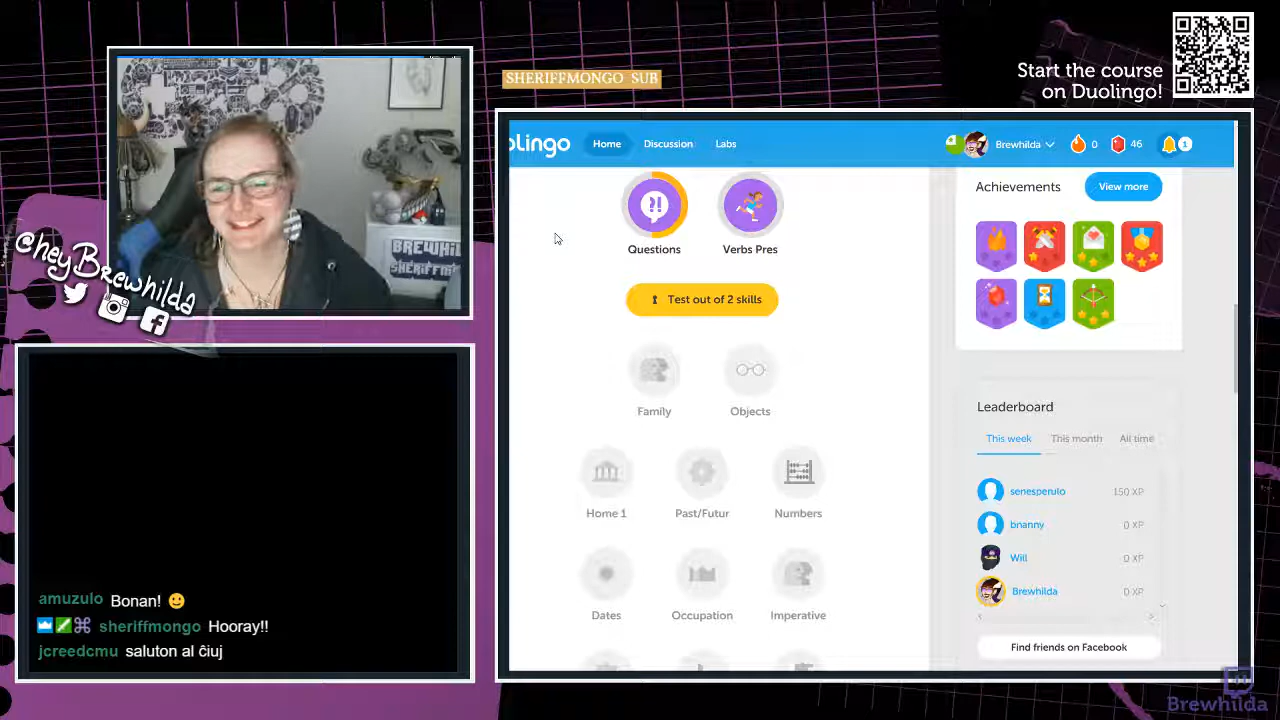 SHERIFFMONGO SUB
Start the course
on Duolingo!
@heyBrewhilda
BREWHIL
SHERIFFM
olingo
Home
Discussion
Labs
Brewhilda
0
46
1
Questions
Verbs Pres
Test out of 2 skills
Family
Objects
Home 1
Past/Futur
Numbers
Dates
Occupation
Imperative
Achievements
View more
Leaderboard
This week
This month
All time
senesperulo 150 XP
bnanny 0 XP
Will 0 XP
Brewhilda 0 XP
Find friends on Facebook
amuzulo Bonan!
sheriffmongo Hooray!!
jcreedcmu saluton al ĉiuj
Brewhilda